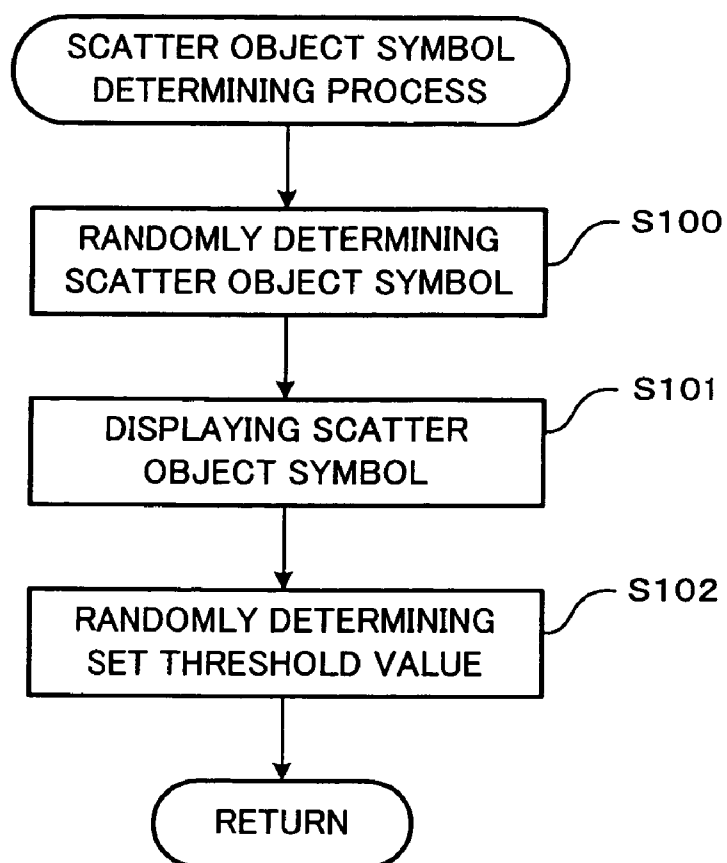 SCATTER OBJECT SYMBOL
DETERMINING PROCESS
RANDOMLY DETERMINING
SCATTER OBJECT SYMBOL
S100
DISPLAYING SCATTER
OBJECT SYMBOL
S101
RANDOMLY DETERMINING
SET THRESHOLD VALUE
S102
RETURN